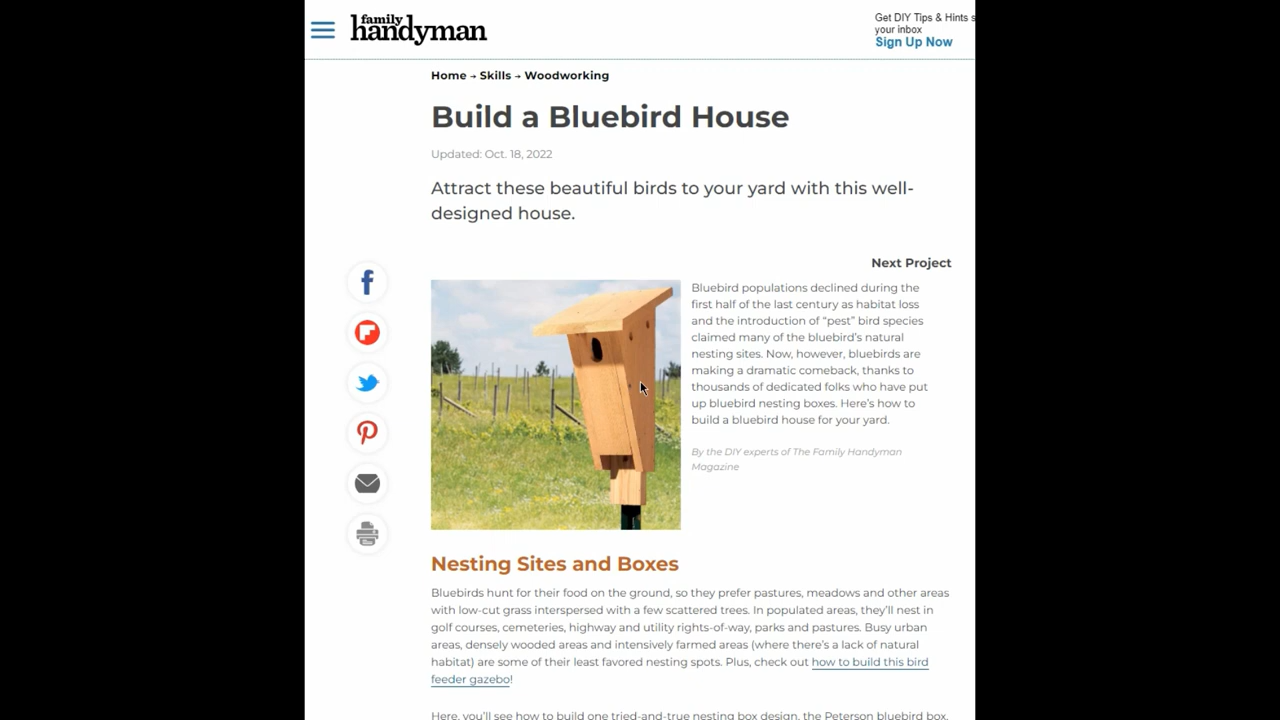 family
handyman
Get DIY Tips & Hints s
your inbox
Sign Up Now
Home → Skills → Woodworking
Build a Bluebird House
Updated: Oct. 18, 2022
Attract these beautiful birds to your yard with this well-
designed house.
Next Project
Bluebird populations declined during the
first half of the last century as habitat loss
and the introduction of “pest” bird species
claimed many of the bluebird’s natural
nesting sites. Now, however, bluebirds are
making a dramatic comeback, thanks to
thousands of dedicated folks who have put
up bluebird nesting boxes. Here’s how to
build a bluebird house for your yard.
By the DIY experts of The Family Handyman
Magazine
Nesting Sites and Boxes
Bluebirds hunt for their food on the ground, so they prefer pastures, meadows and other areas
with low-cut grass interspersed with a few scattered trees. In populated areas, they’ll nest in
golf courses, cemeteries, highway and utility rights-of-way, parks and pastures. Busy urban
areas, densely wooded areas and intensively farmed areas (where there’s a lack of natural
habitat) are some of their least favored nesting spots. Plus, check out how to build this bird
feeder gazebo!
Here, you’ll see how to build one tried-and-true nesting box design, the Peterson bluebird box.